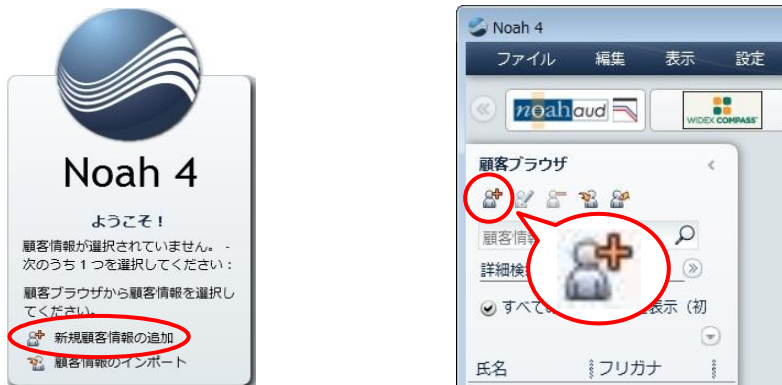 Noah 4
ようこそ！
顧客情報が選択されていません。 -
次のうち 1 つを選択してください：
顧客ブラウザから顧客情報を選択し
てください。
新規顧客情報の追加
顧客情報のインポート
Noah 4
ファイル 編集 表示 設定
noah aud WIDEX COMPASS
顧客ブラウザ
顧客情
詳細検
すべて 表示（初
氏名 フリガナ